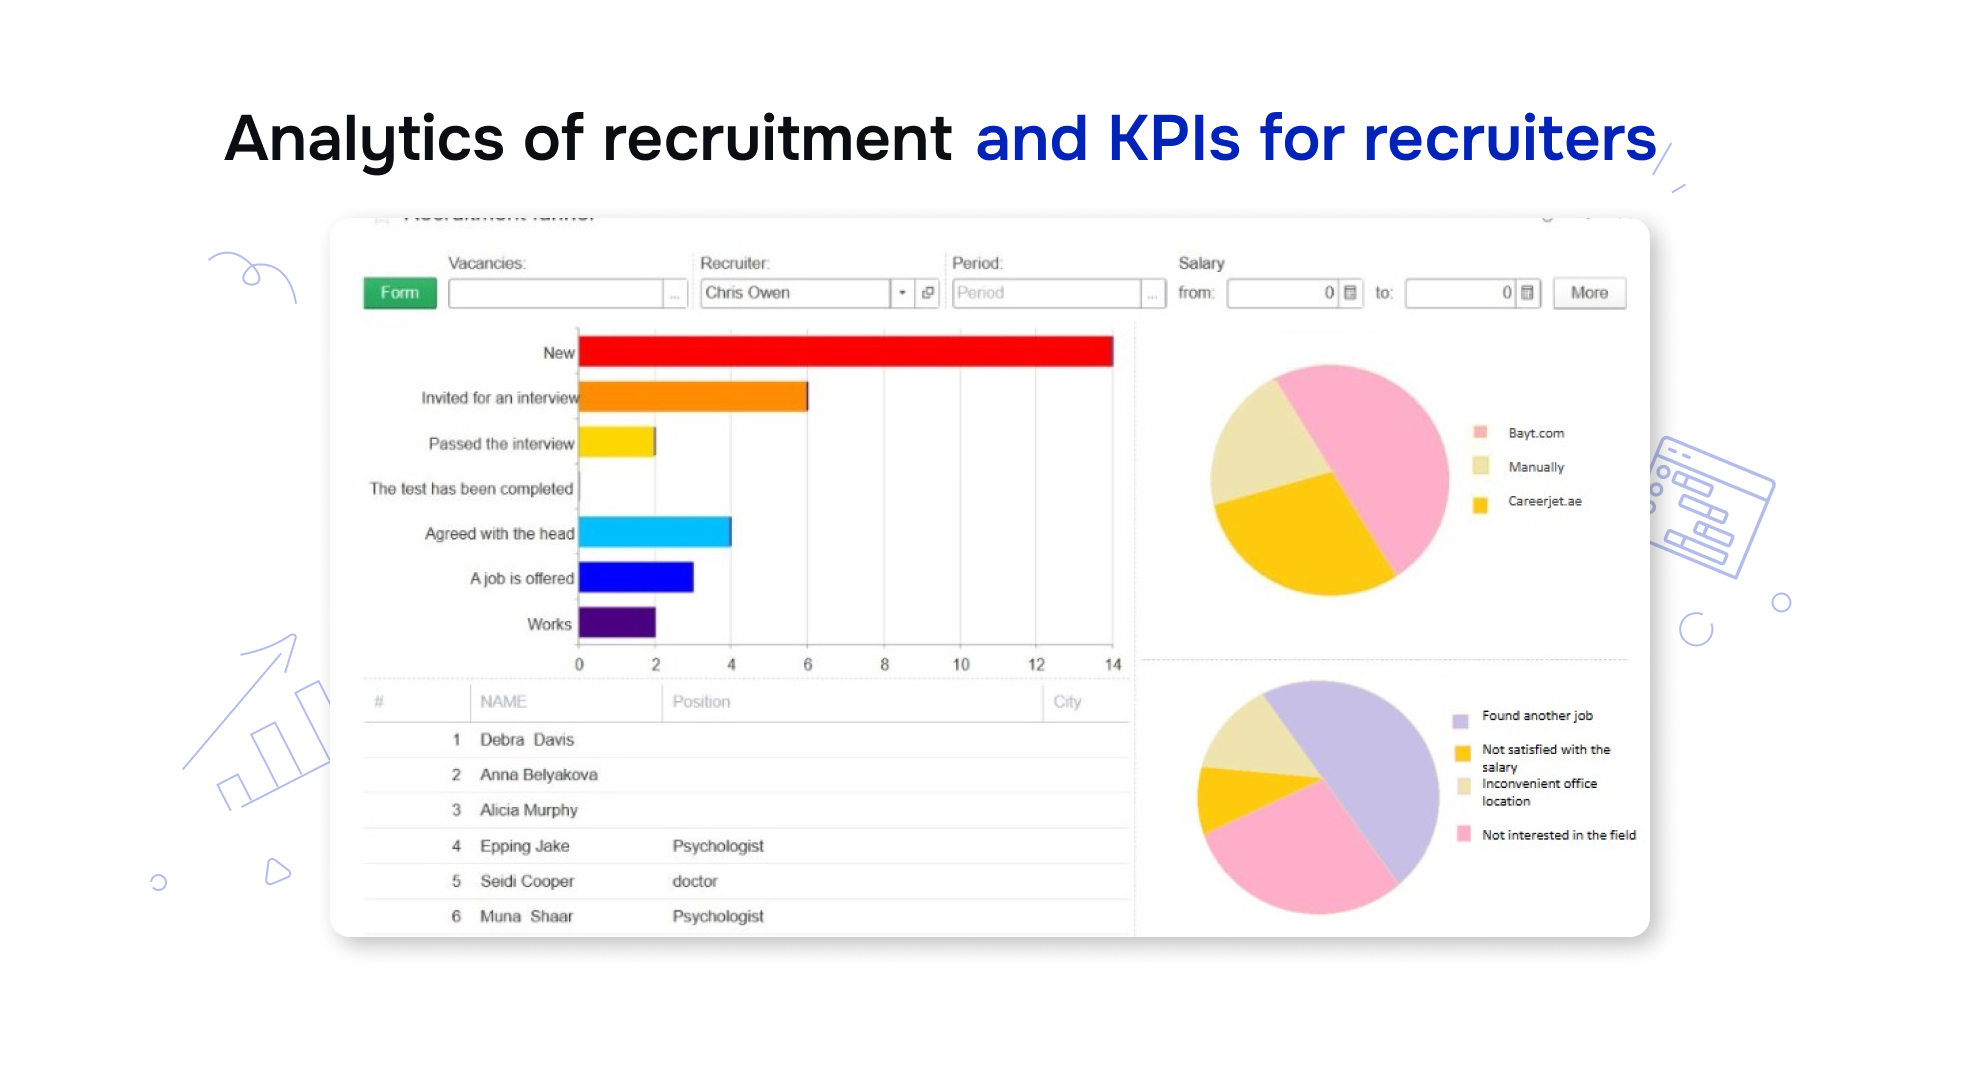 Analytics of recruitment and KPIs for recruiters
Vacancies: Recruiter: Period: Salary
Form ... Chris Owen Period ... from: 0 to: 0 More
New
Invited for an interview
Passed the interview
The test has been completed
Agreed with the head
A job is offered
Works
0 2 4 6 8 10 12 14
Bayt.com
Manually
Careerjet.ae
# NAME Position City
1 Debra Davis
2 Anna Belyakova
3 Alicia Murphy
4 Epping Jake Psychologist
5 Seidi Cooper doctor
6 Muna Shaar Psychologist
Found another job
Not satisfied with the
salary
Inconvenient office
location
Not interested in the field